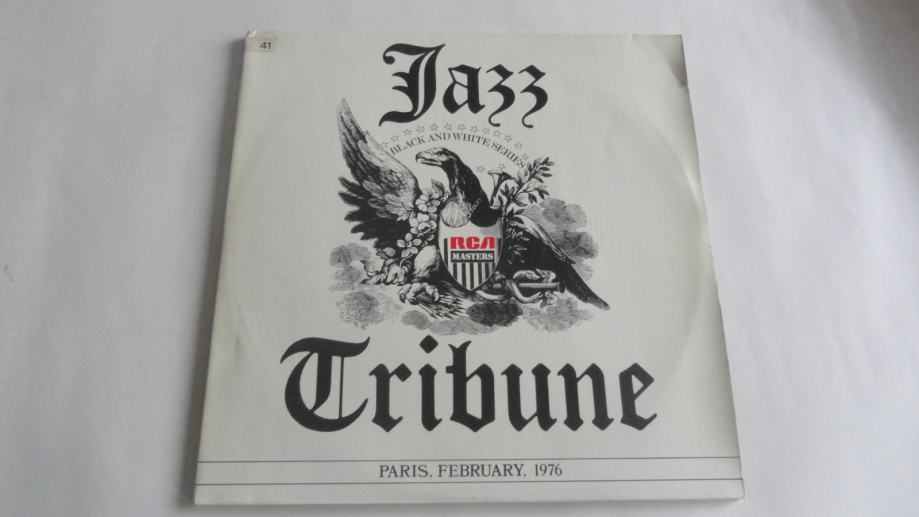 41
Jazz
BLACK AND WHITE SERIES
RCA
MASTERS
Tribune
PARIS, FEBRUARY, 1976